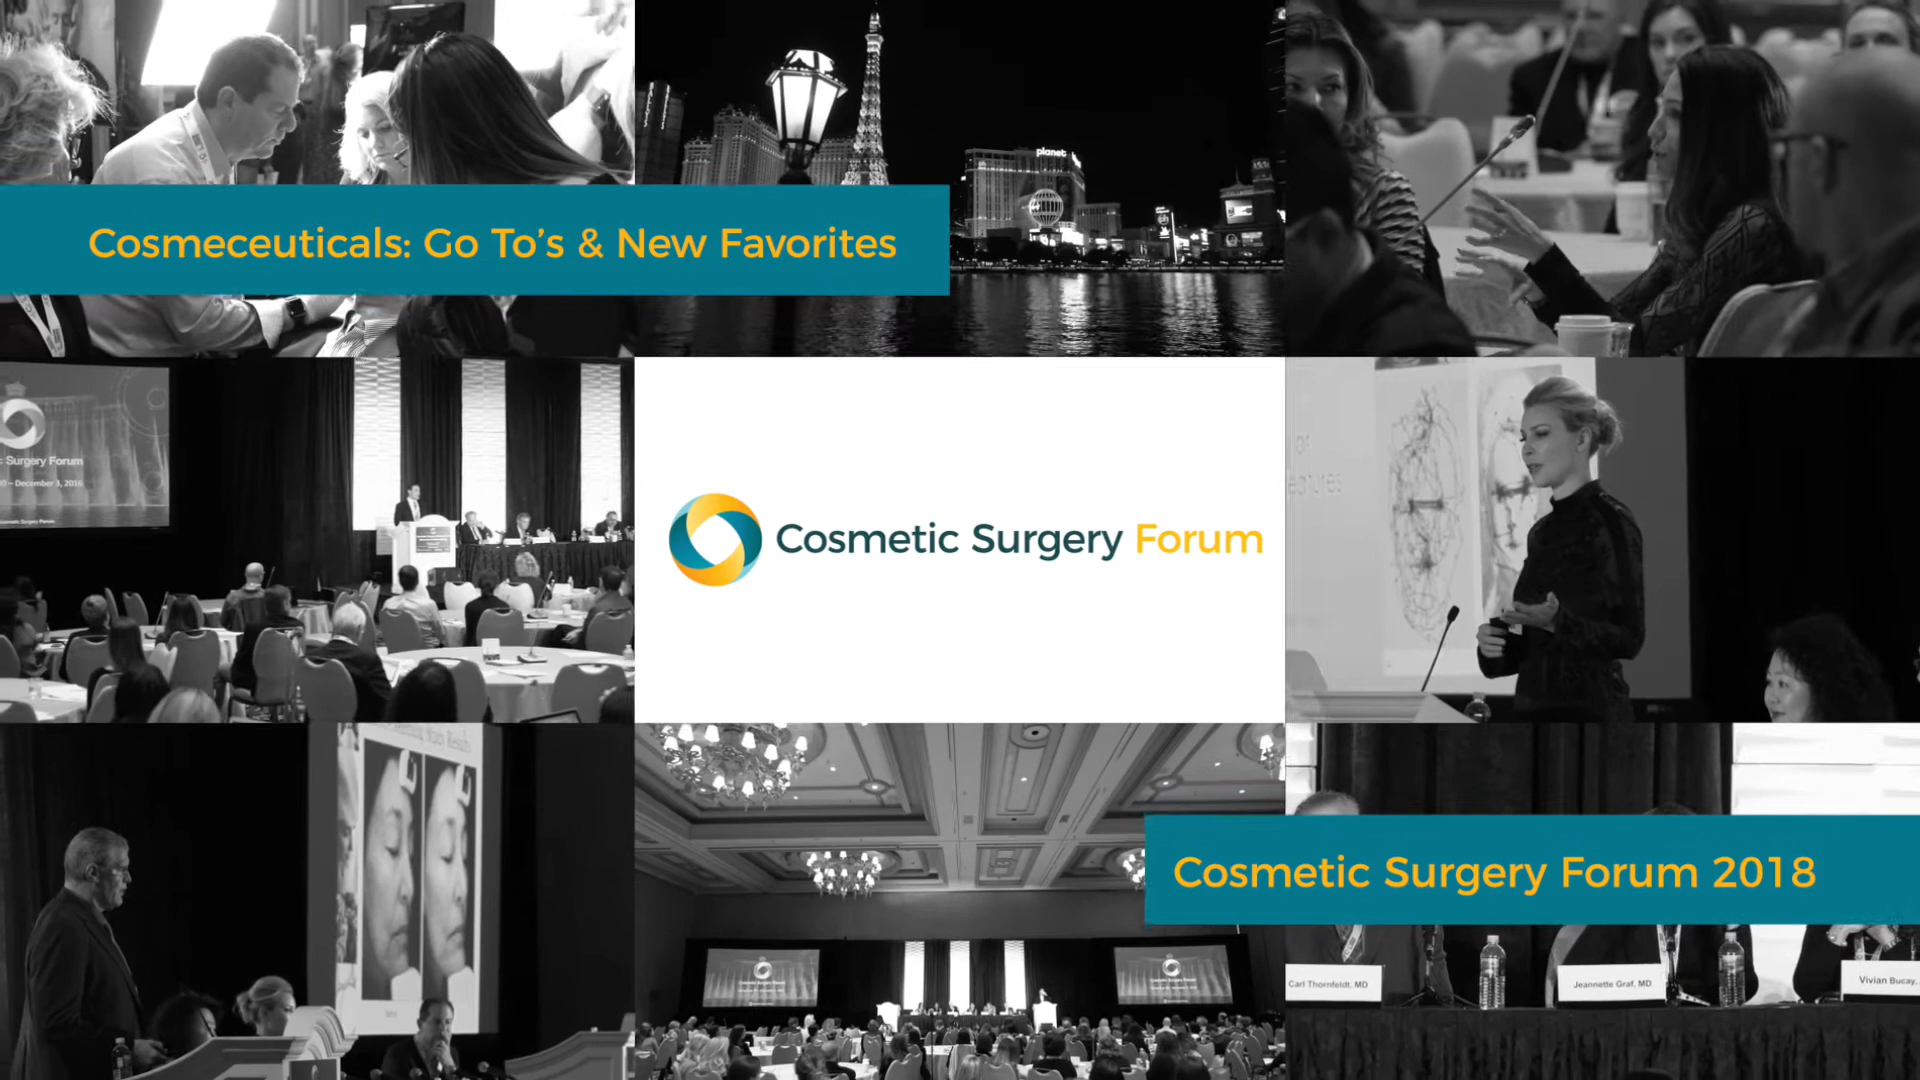 planet
Cosmeceuticals: Go To's & New Favorites
Surgery Forum
December 3, 2016
Cosmetic Surgery Forum
Cosmetic Surgery Forum 2018
Carl Thornfeldt, MD
Jeannette Graf, MD
Vivian Bucay,